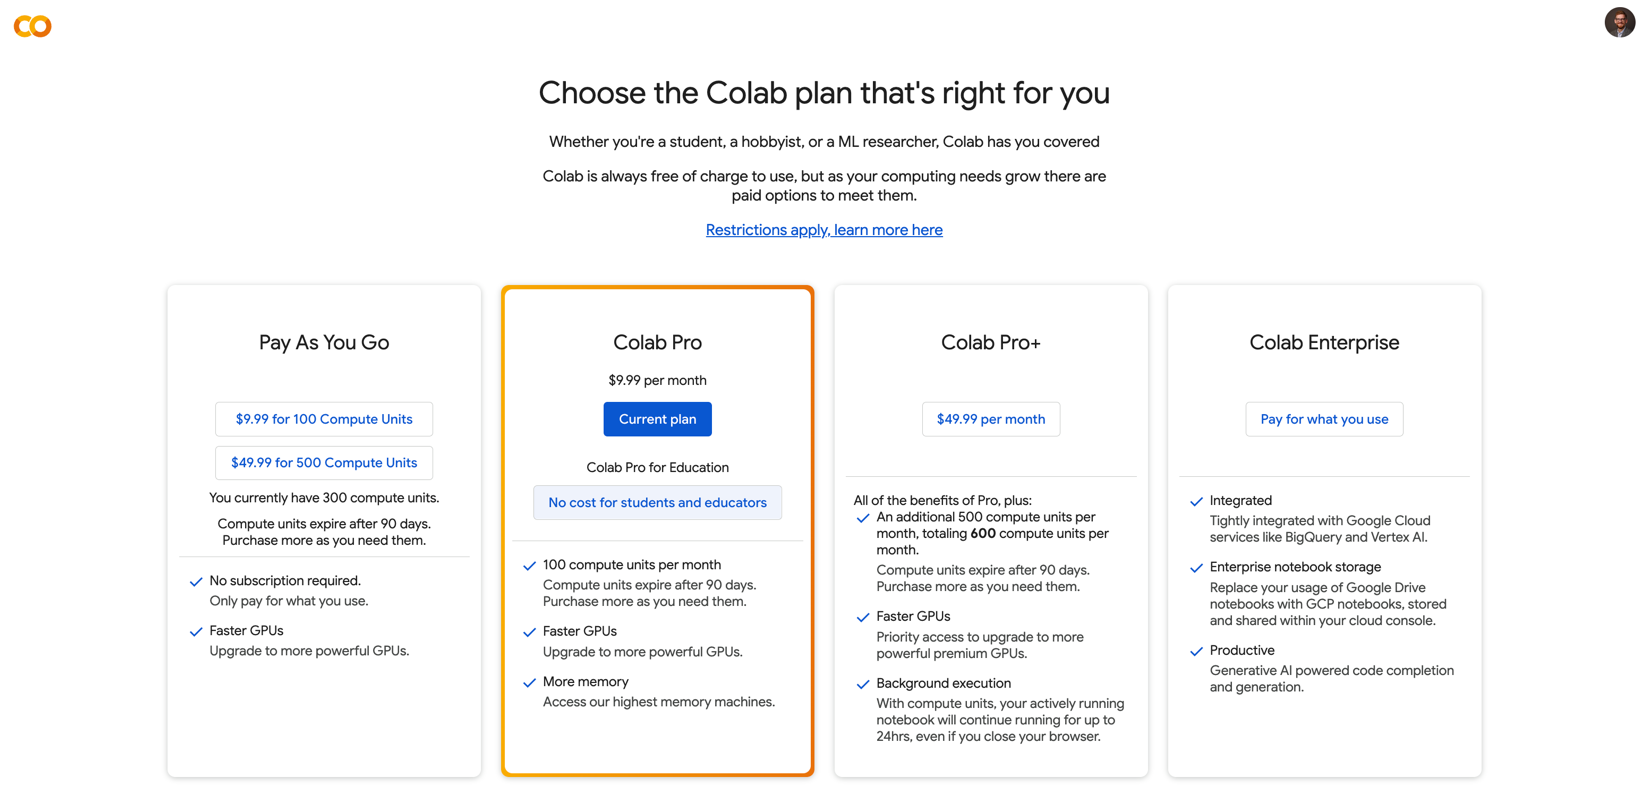 Choose the Colab plan that's right for you
Whether you're a student, a hobbyist, or a ML researcher, Colab has you covered
Colab is always free of charge to use, but as your computing needs grow there are
paid options to meet them.
Restrictions apply, learn more here
Pay As You Go
$9.99 for 100 Compute Units
$49.99 for 500 Compute Units
You currently have 300 compute units.
Compute units expire after 90 days.
Purchase more as you need them.
No subscription required.
Only pay for what you use.
Faster GPUs
Upgrade to more powerful GPUs.
Colab Pro
$9.99 per month
Current plan
Colab Pro for Education
No cost for students and educators
100 compute units per month
Compute units expire after 90 days.
Purchase more as you need them.
Faster GPUs
Upgrade to more powerful GPUs.
More memory
Access our highest memory machines.
Colab Pro+
$49.99 per month
All of the benefits of Pro, plus:
An additional 500 compute units per
month, totaling 600 compute units per
month.
Compute units expire after 90 days.
Purchase more as you need them.
Faster GPUs
Priority access to upgrade to more
powerful premium GPUs.
Background execution
With compute units, your actively running
notebook will continue running for up to
24hrs, even if you close your browser.
Colab Enterprise
Pay for what you use
Integrated
Tightly integrated with Google Cloud
services like BigQuery and Vertex AI.
Enterprise notebook storage
Replace your usage of Google Drive
notebooks with GCP notebooks, stored
and shared within your cloud console.
Productive
Generative AI powered code completion
and generation.